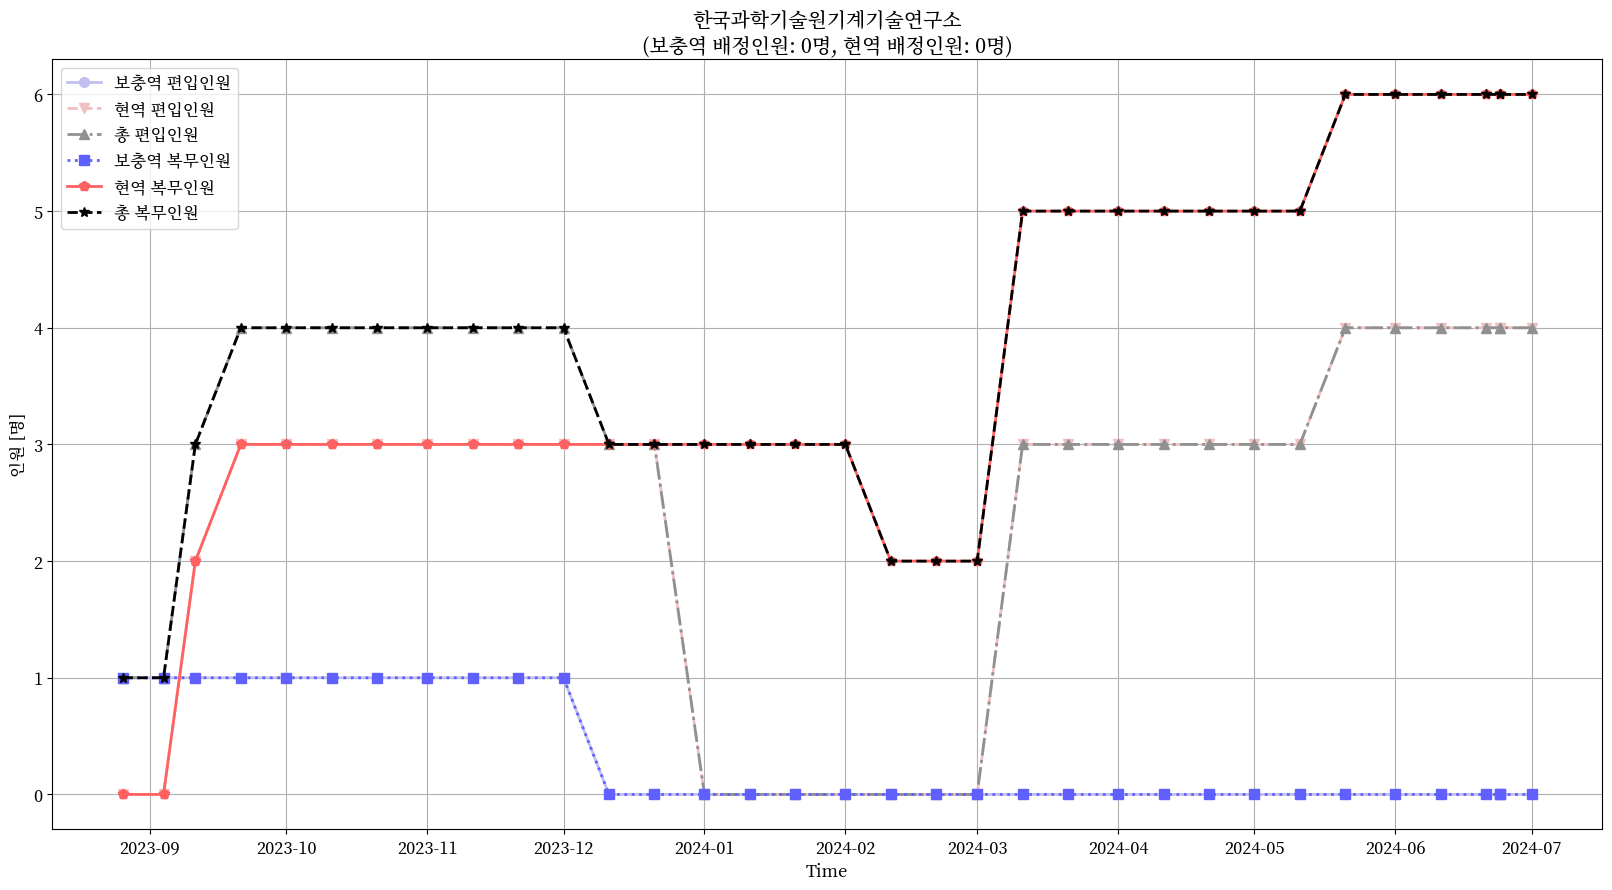 한국과학기술원기계기술연구소
(보충역 배정인원: 0명, 현역 배정인원: 0명)
보충역 편입인원
현역 편입인원
총 편입인원
보충역 복무인원
현역 복무인원
총 복무인원
인원 [명]
6
5
4
3
2
1
0
2023-09
2023-10
2023-11
2023-12
2024-01
2024-02
2024-03
2024-04
2024-05
2024-06
2024-07
Time